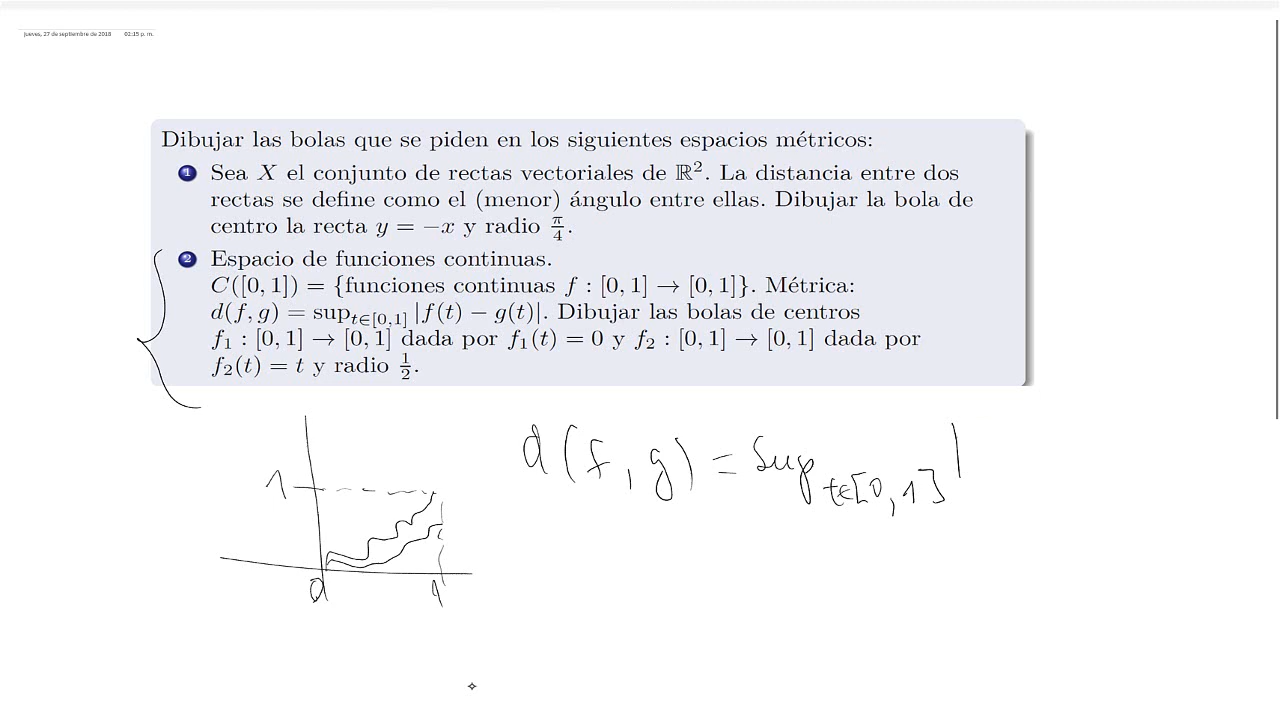 jueves, 27 de septiembre de 2018 02:15 p. m.
Dibujar las bolas que se piden en los siguientes espacios métricos:
1 Sea X el conjunto de rectas vectoriales de ℝ². La distancia entre dos
rectas se define como el (menor) ángulo entre ellas. Dibujar la bola de
centro la recta y = −x y radio π/4.
2 Espacio de funciones continuas.
C([0, 1]) = {funciones continuas f : [0, 1] → [0, 1]}. Métrica:
d(f, g) = sup_{t∈[0,1]} |f(t) − g(t)|. Dibujar las bolas de centros
f₁ : [0, 1] → [0, 1] dada por f₁(t) = 0 y f₂ : [0, 1] → [0, 1] dada por
f₂(t) = t y radio 1/2.
d(f, g) = Sup_{t∈[0,1]} |
1
0 1